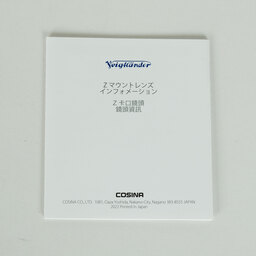 Voigtländer
Zマウントレンズ
インフォメーション
Z卡口鏡頭
鏡頭資訊
COSINA
COSINA CO., LTD. 1081, Oaza Yoshida, Nakano City, Nagano 383-8555 JAPAN
2022 Printed in Japan